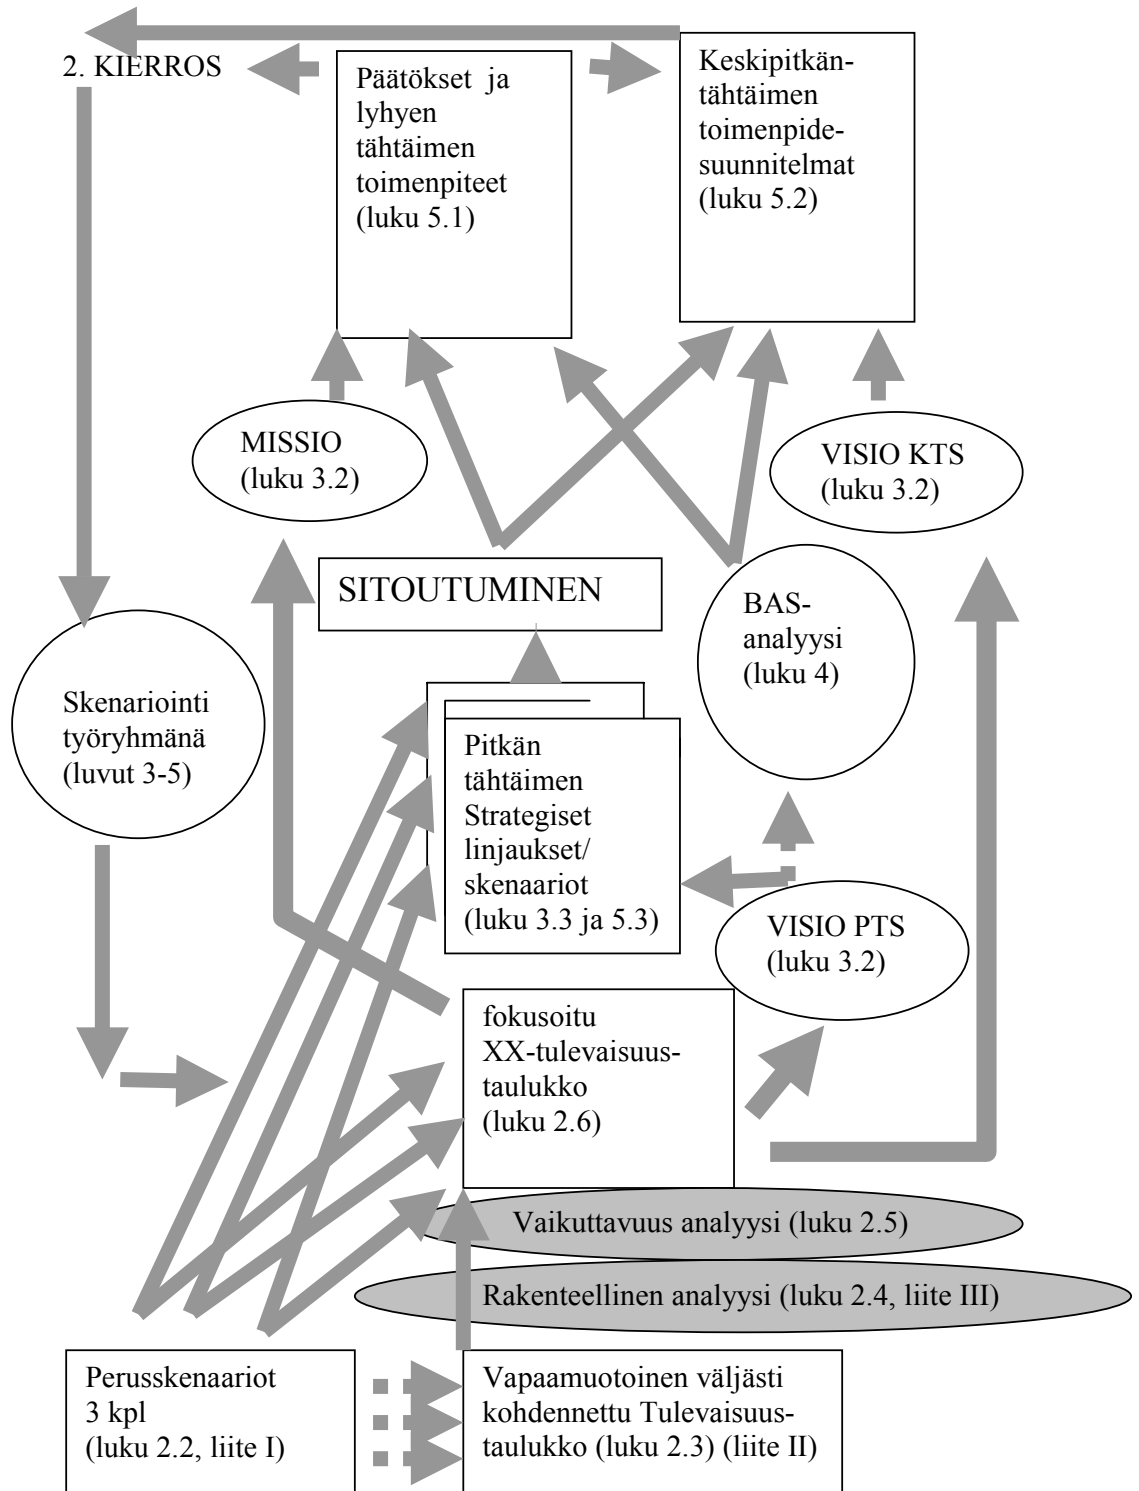 2. KIERROS
Päätökset ja
lyhyen
tähtäimen
toimenpiteet
(luku 5.1)
Keskipitkän-
tähtäimen
toimenpide-
suunnitelmat
(luku 5.2)
MISSIO
(luku 3.2)
VISIO KTS
(luku 3.2)
SITOUTUMINEN
BAS-
analyysi
(luku 4)
Skenariointi
työryhmänä
(luvut 3-5)
Pitkän
tähtäimen
Strategiset
linjaukset/
skenaariot
(luku 3.3 ja 5.3)
VISIO PTS
(luku 3.2)
fokusoitu
XX-tulevaisuus-
taulukko
(luku 2.6)
Vaikuttavuus analyysi (luku 2.5)
Rakenteellinen analyysi (luku 2.4, liite III)
Perusskenaariot
3 kpl
(luku 2.2, liite I)
Vapaamuotoinen väljästi
kohdennettu Tulevaisuus-
taulukko (luku 2.3) (liite II)